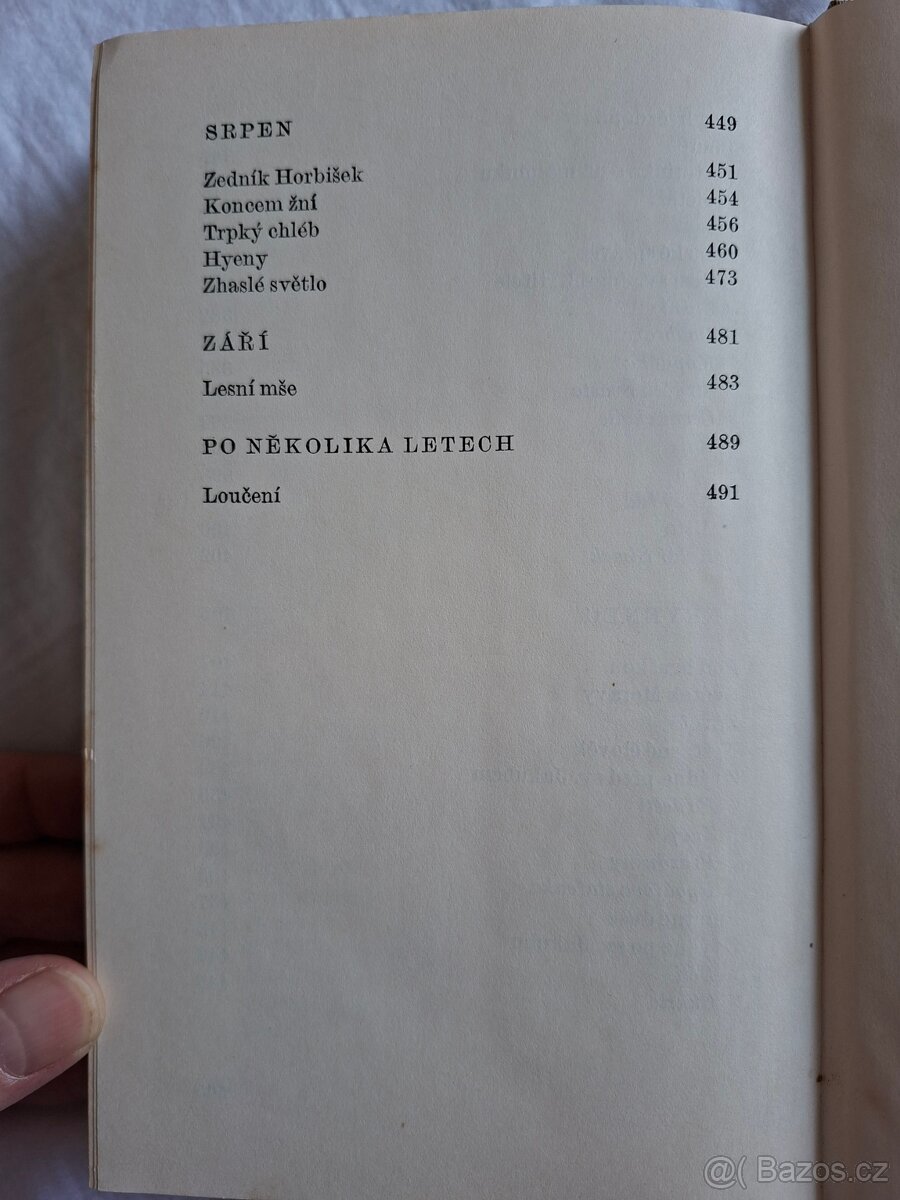 SRPEN 449
Zedník Horbišek 451
Koncem žní 454
Trpký chléb 456
Hyeny 460
Zhaslé světlo 473
ZÁŘÍ 481
Lesní mše 483
PO NĚKOLIKA LETECH 489
Loučení 491
@ Bazos.cz